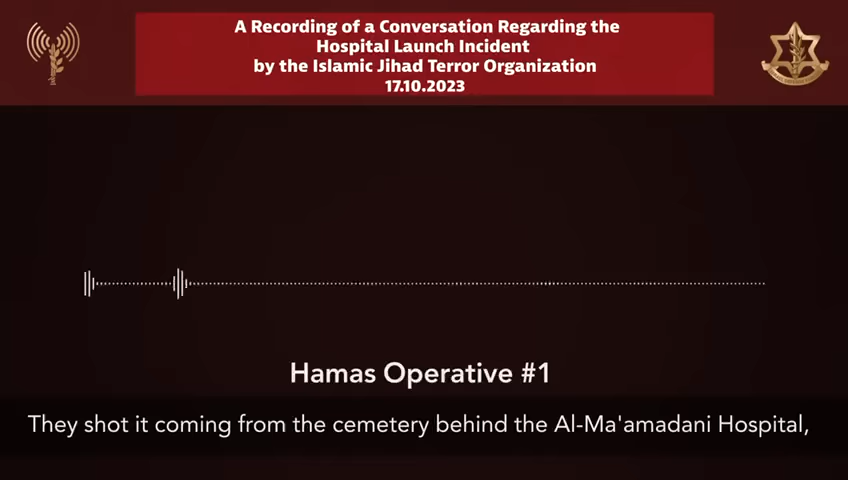 A Recording of a Conversation Regarding the
Hospital Launch Incident
by the Islamic Jihad Terror Organization
17.10.2023
Hamas Operative #1
They shot it coming from the cemetery behind the Al-Ma'amadani Hospital,